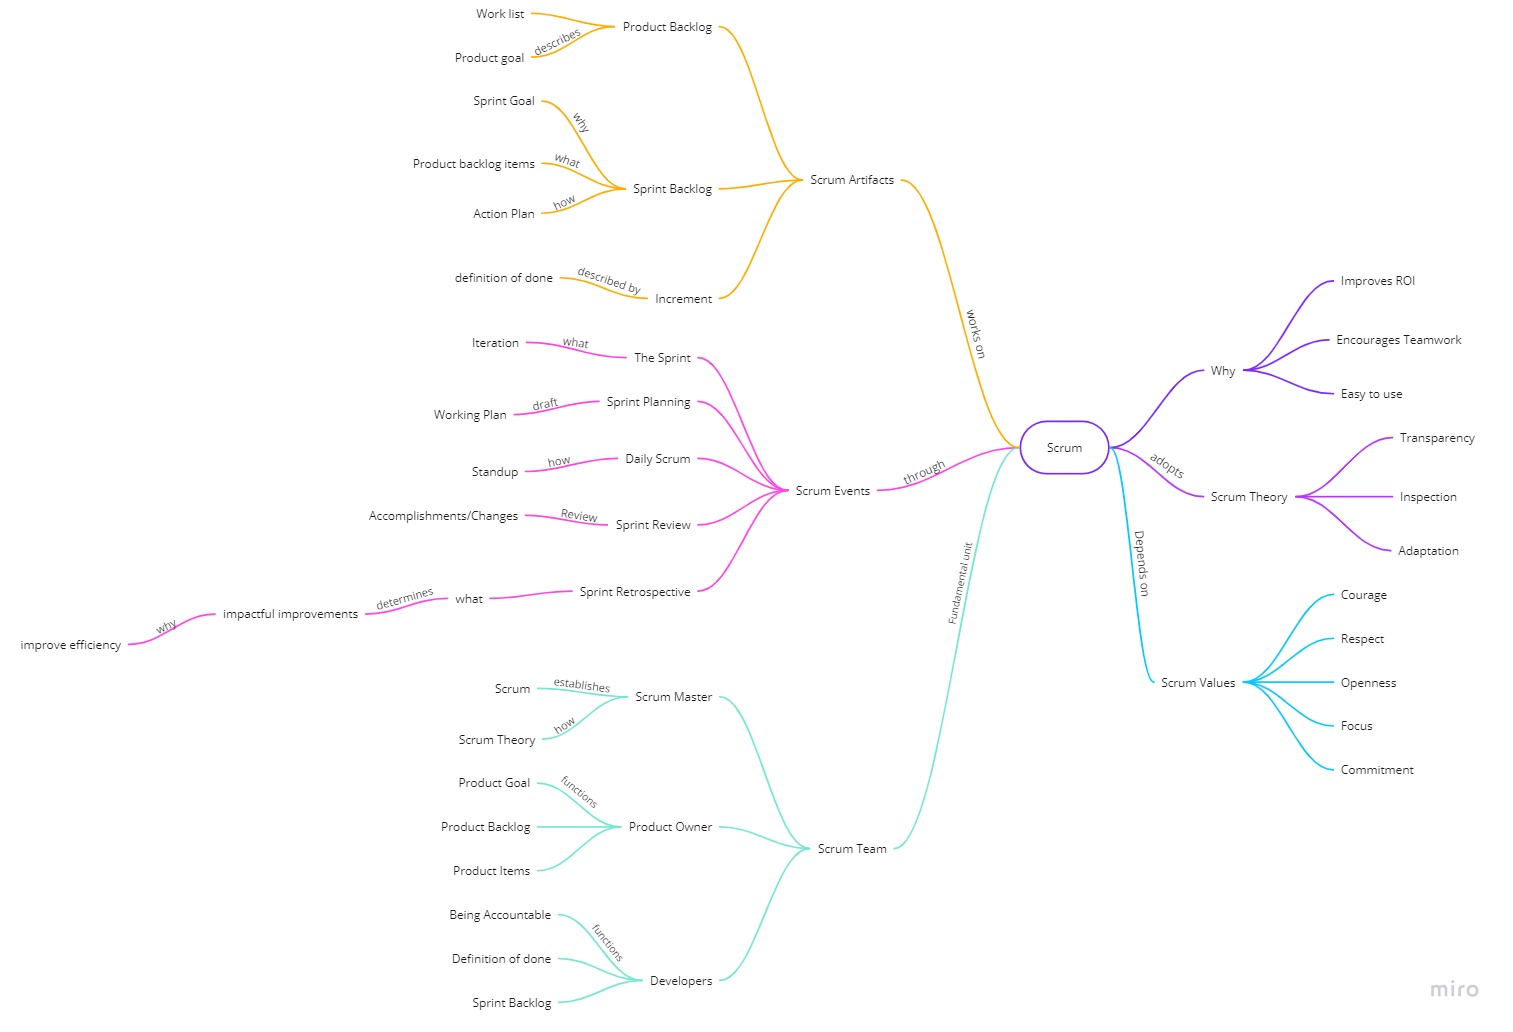 Work list
describes
Product goal
Product Backlog
Sprint Goal
why
Product backlog items
what
Action Plan
how
Sprint Backlog
definition of done
described by
Increment
Scrum Artifacts
works on
Iteration
what
The Sprint
Working Plan
draft
Sprint Planning
Standup
how
Daily Scrum
Accomplishments/Changes
Review
Sprint Review
improve efficiency
why
impactful improvements
determines
what
Sprint Retrospective
Scrum Events
through
Scrum
establishes
Scrum Theory
how
Scrum Master
Product Goal
functions
Product Backlog
Product Items
Product Owner
Being Accountable
functions
Definition of done
Sprint Backlog
Developers
Scrum Team
Fundamental unit
Scrum
Why
Improves ROI
Encourages Teamwork
Easy to use
adopts
Scrum Theory
Transparency
Inspection
Adaptation
Depends on
Scrum Values
Courage
Respect
Openness
Focus
Commitment
miro